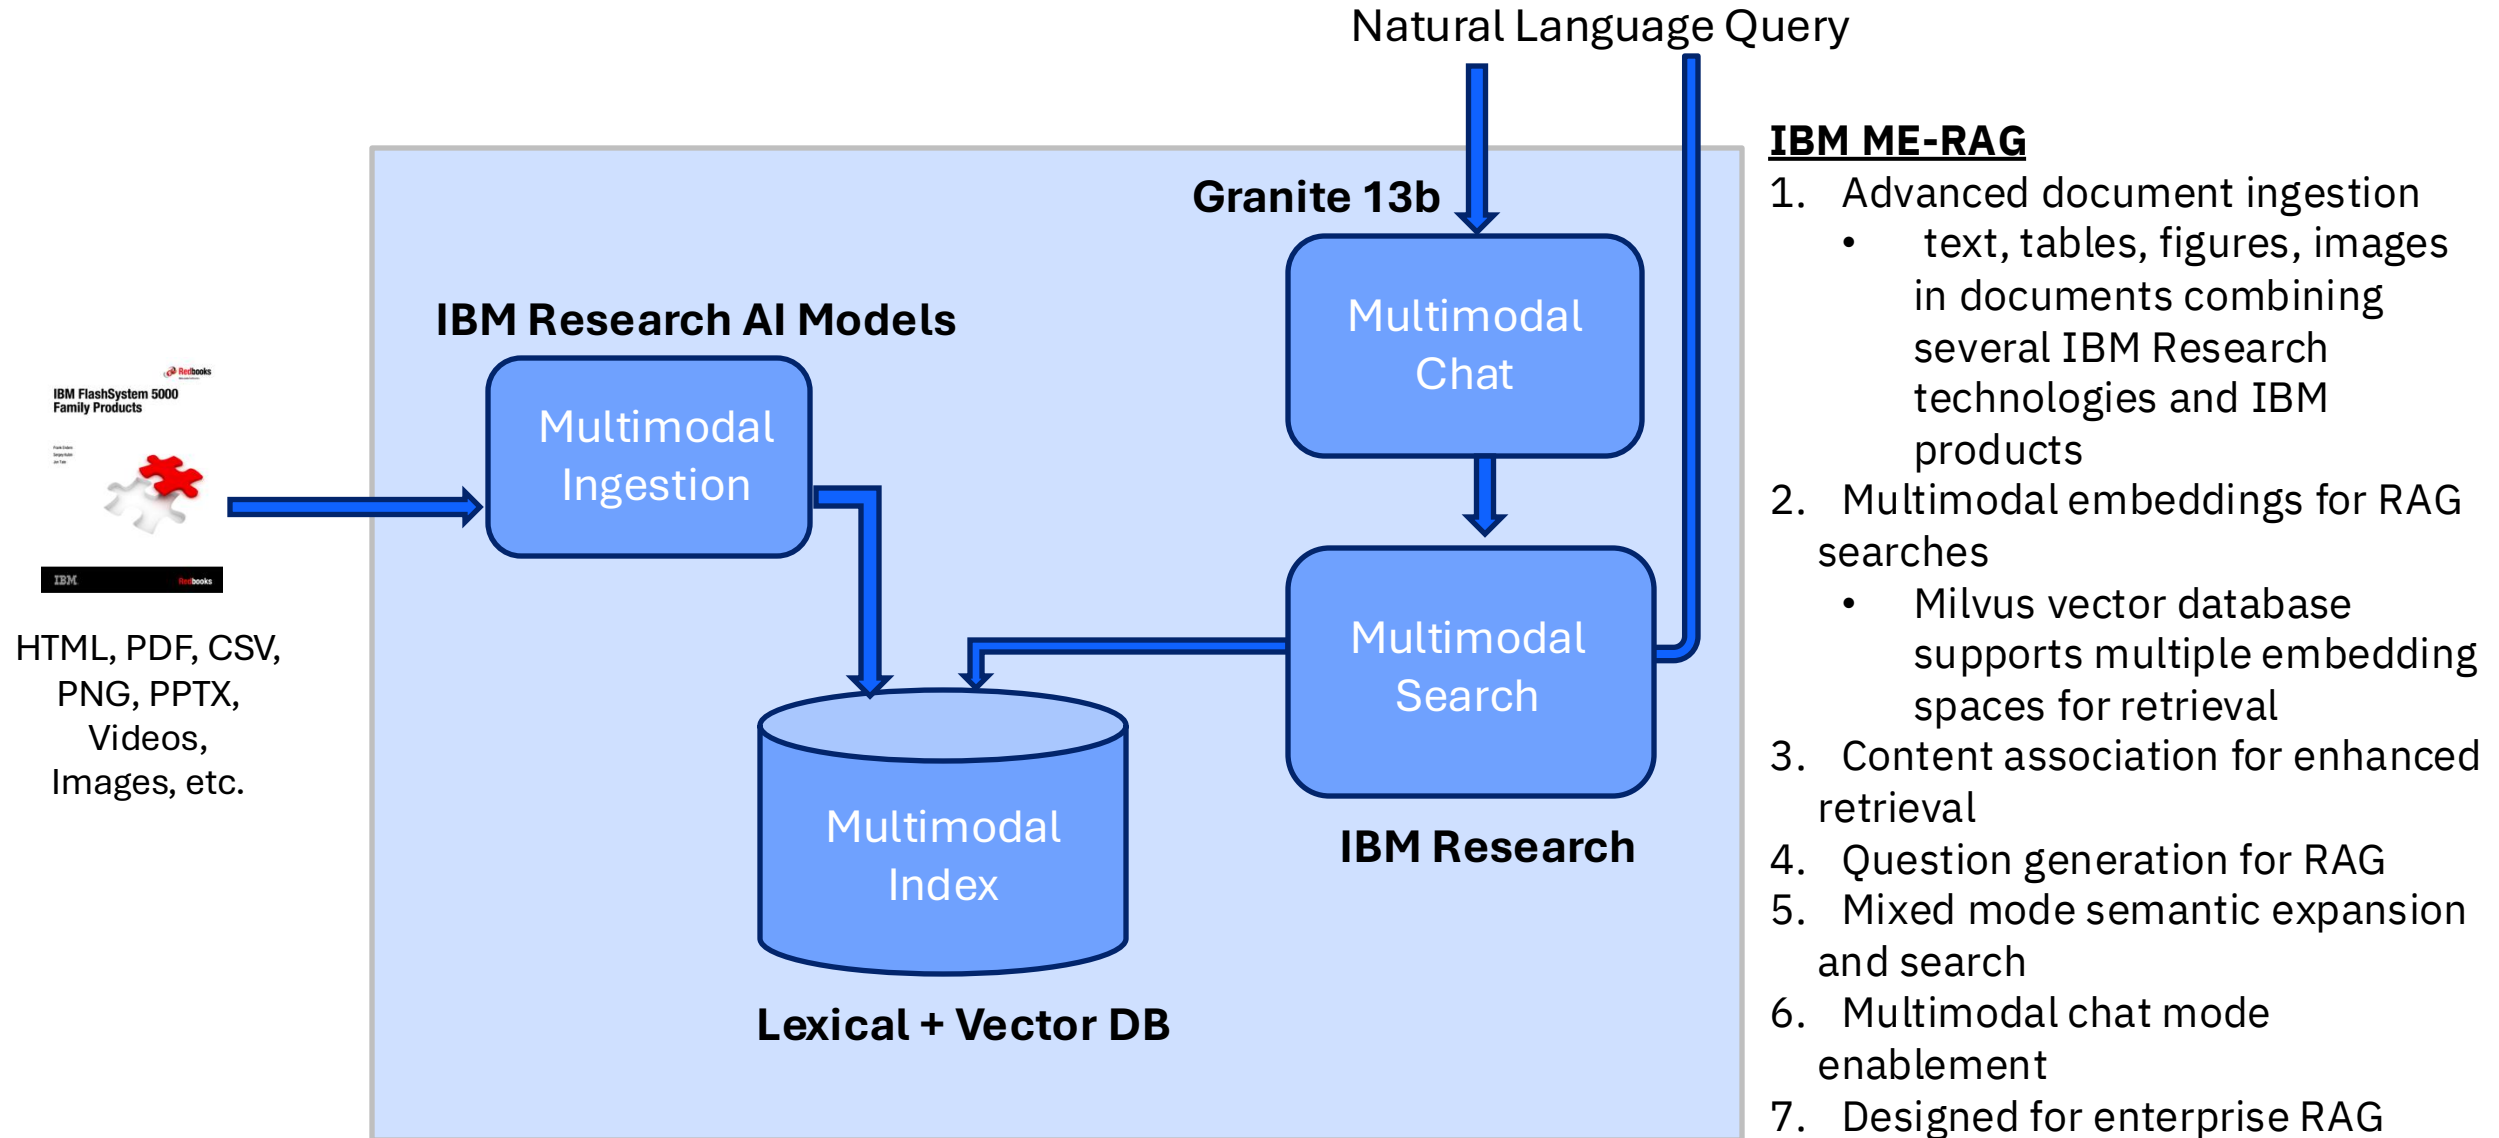 Natural Language Query
IBM ME-RAG
1. Advanced document ingestion
• text, tables, figures, images
in documents combining
several IBM Research
technologies and IBM
products
2. Multimodal embeddings for RAG
searches
• Milvus vector database
supports multiple embedding
spaces for retrieval
3. Content association for enhanced
retrieval
4. Question generation for RAG
5. Mixed mode semantic expansion
and search
6. Multimodal chat mode
enablement
7. Designed for enterprise RAG
Granite 13b
Multimodal
Chat
IBM Research AI Models
Multimodal
Ingestion
Redbooks
IBM FlashSystem 5000
Family Products
IBM
Redbooks
HTML, PDF, CSV,
PNG, PPTX,
Videos,
Images, etc.
Multimodal
Search
IBM Research
Multimodal
Index
Lexical + Vector DB